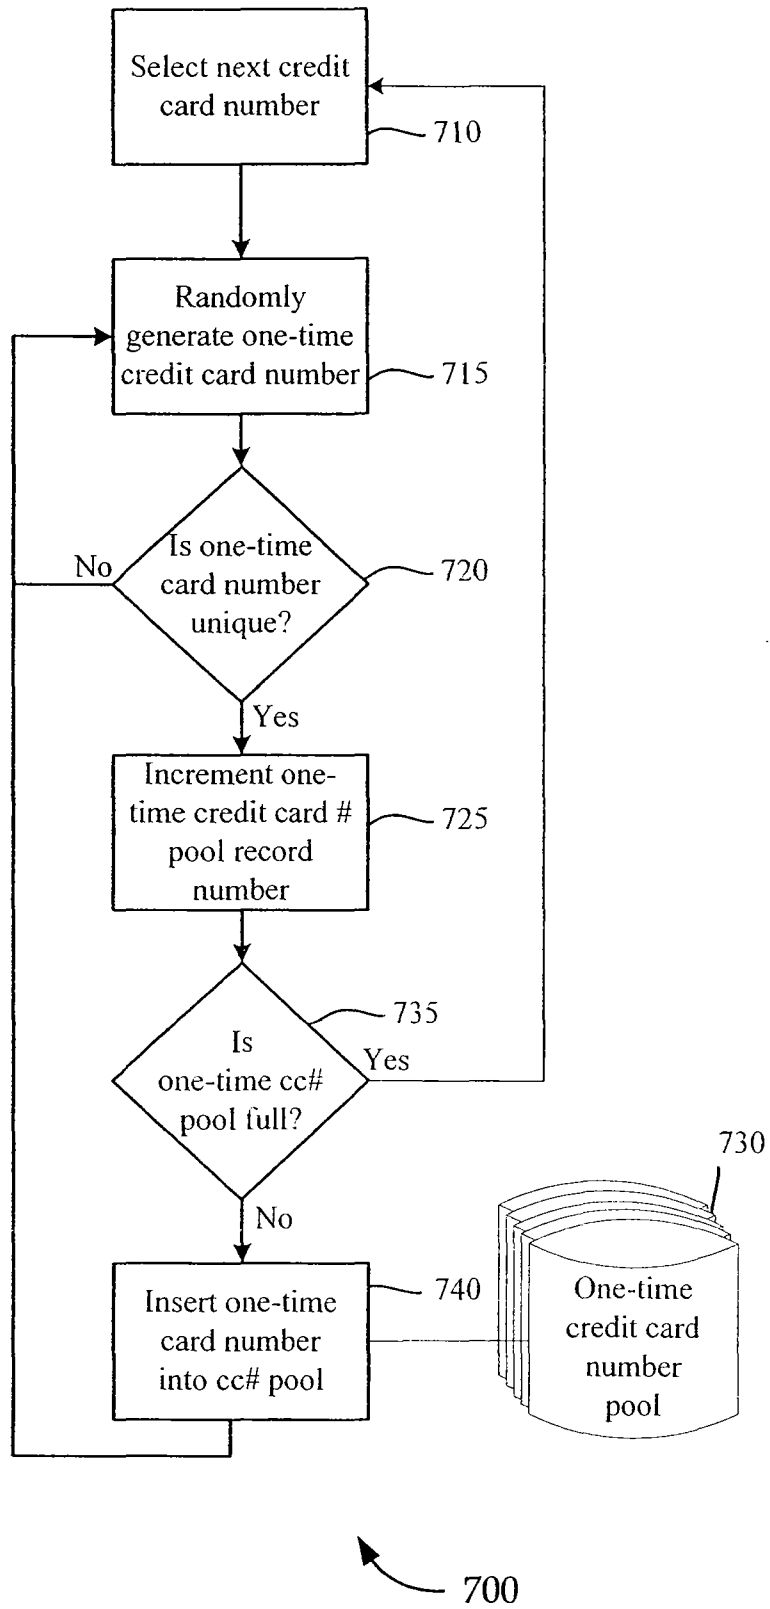 Select next credit
card number
710
Randomly
generate one-time
credit card number
715
Is one-time
card number
unique?
720
No
Yes
Increment one-
time credit card #
pool record
number
725
Is
one-time cc#
pool full?
735
Yes
No
730
Insert one-time
card number
into cc# pool
740
One-time
credit card
number
pool
700